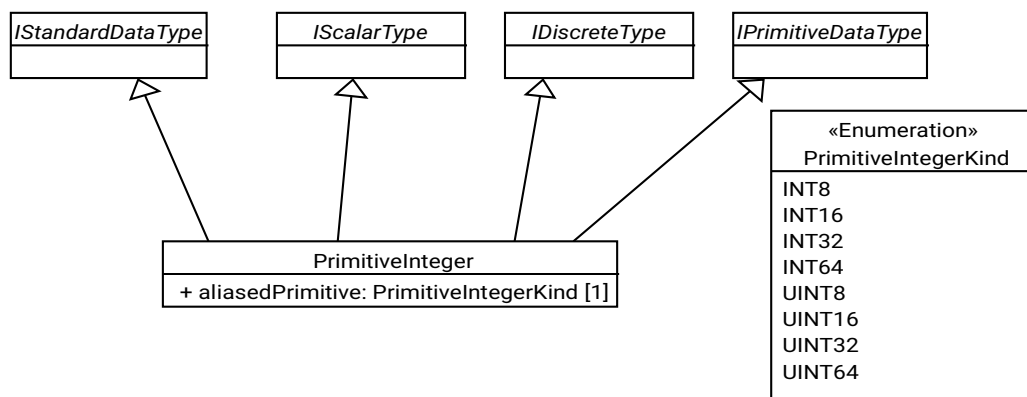 IStandardDataType
IScalarType
IDiscreteType
IPrimitiveDataType
«Enumeration»
PrimitiveIntegerKind
INT8
INT16
INT32
INT64
UINT8
UINT16
UINT32
UINT64
PrimitiveInteger
+ aliasedPrimitive: PrimitiveIntegerKind [1]